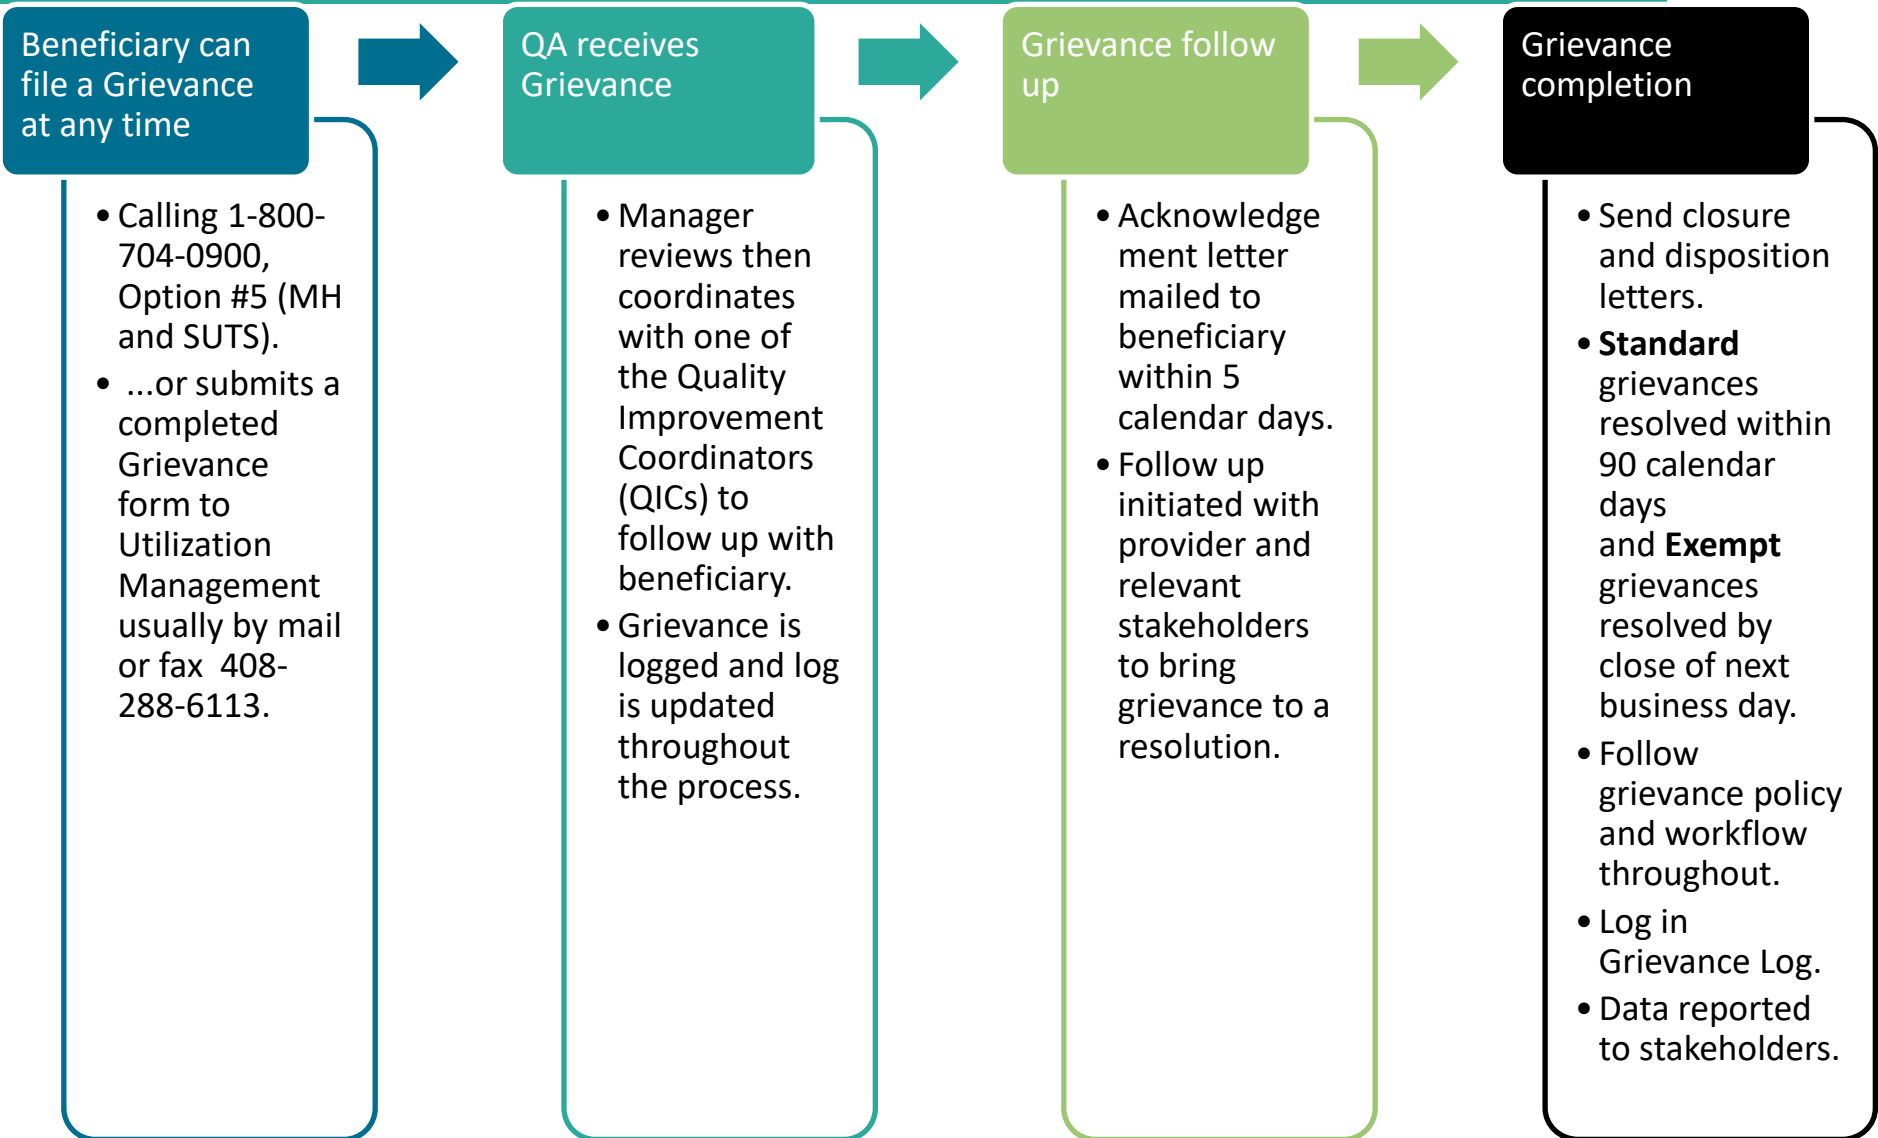 Beneficiary can
file a Grievance
at any time
• Calling 1-800-
704-0900,
Option #5 (MH
and SUTS).
• ...or submits a
completed
Grievance
form to
Utilization
Management
usually by mail
or fax 408-
288-6113.
QA receives
Grievance
• Manager
reviews then
coordinates
with one of
the Quality
Improvement
Coordinators
(QICs) to
follow up with
beneficiary.
• Grievance is
logged and log
is updated
throughout
the process.
Grievance follow
up
• Acknowledge
ment letter
mailed to
beneficiary
within 5
calendar days.
• Follow up
initiated with
provider and
relevant
stakeholders
to bring
grievance to a
resolution.
Grievance
completion
• Send closure
and disposition
letters.
• Standard
grievances
resolved within
90 calendar
days
and Exempt
grievances
resolved by
close of next
business day.
• Follow
grievance policy
and workflow
throughout.
• Log in
Grievance Log.
• Data reported
to stakeholders.